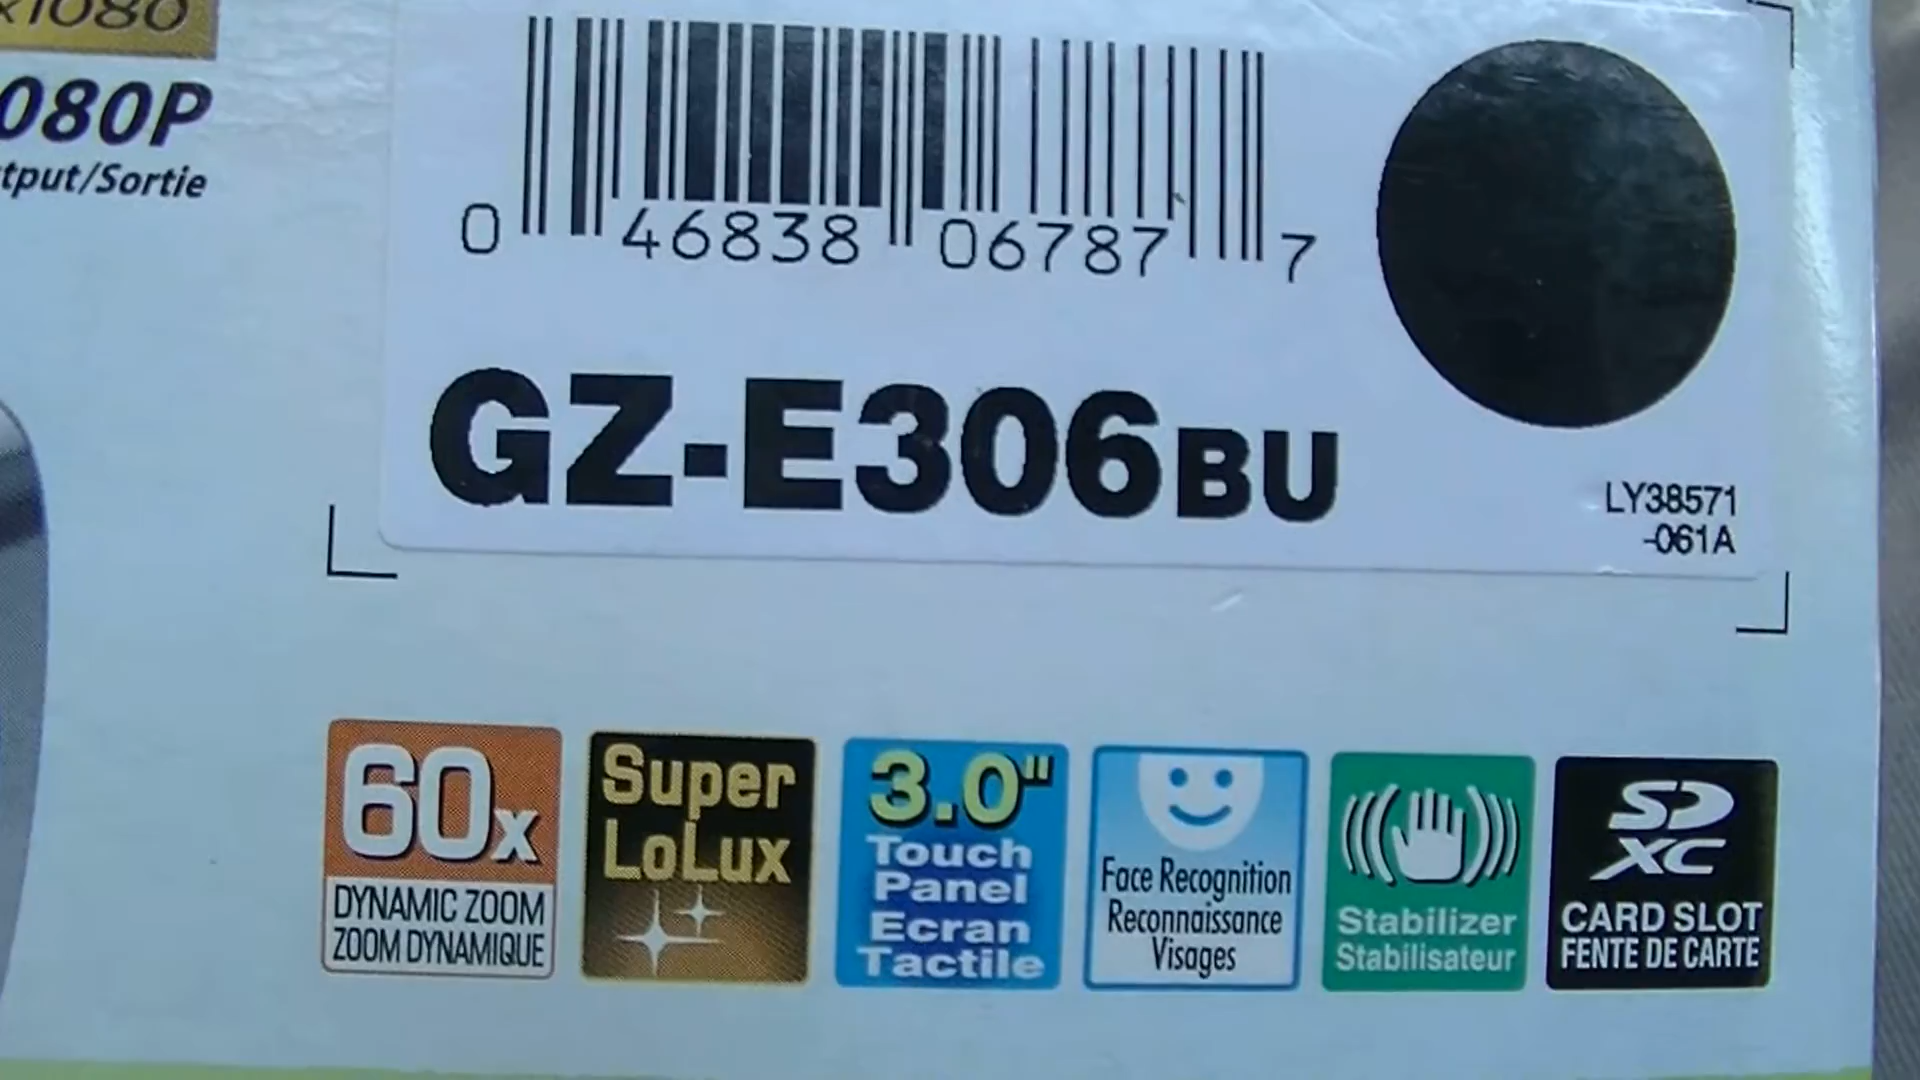 x1080
080P
tput/Sortie
0 46838 06787 7
GZ-E306BU
LY38571
-061A
60x
DYNAMIC ZOOM
ZOOM DYNAMIQUE
Super
LoLux
3.0"
Touch
Panel
Ecran
Tactile
Face Recognition
Reconnaissance
Visages
Stabilizer
Stabilisateur
SD
XC
CARD SLOT
FENTE DE CARTE